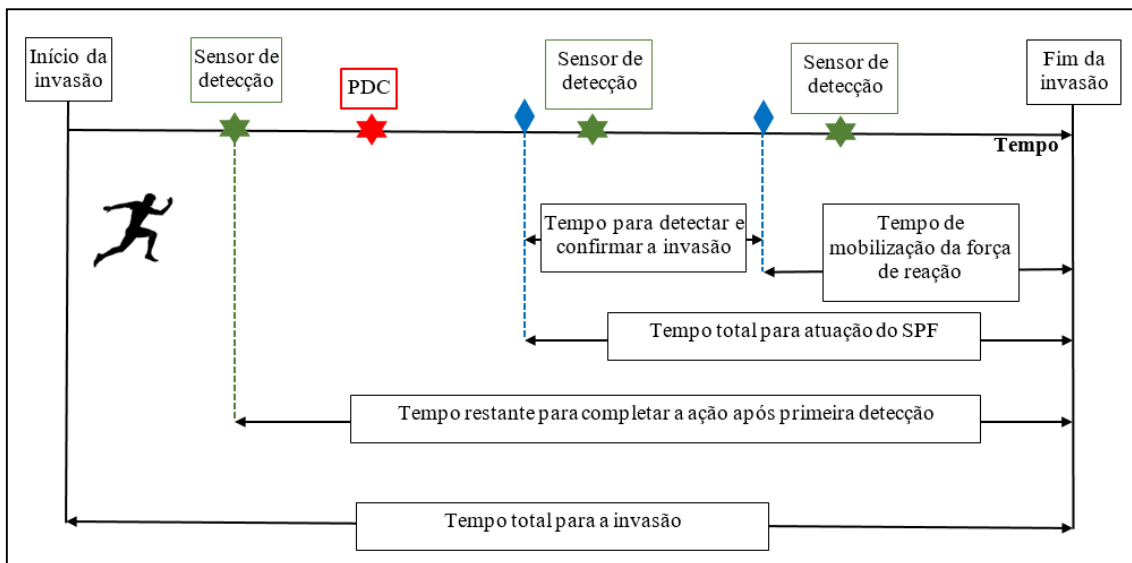 Início da
invasão
Sensor de
detecção
PDC
Sensor de
detecção
Sensor de
detecção
Fim da
invasão
Tempo
Tempo para detectar e
confirmar a invasão
Tempo de
mobilização da força
de reação
Tempo total para atuação do SPF
Tempo restante para completar a ação após primeira detecção
Tempo total para a invasão